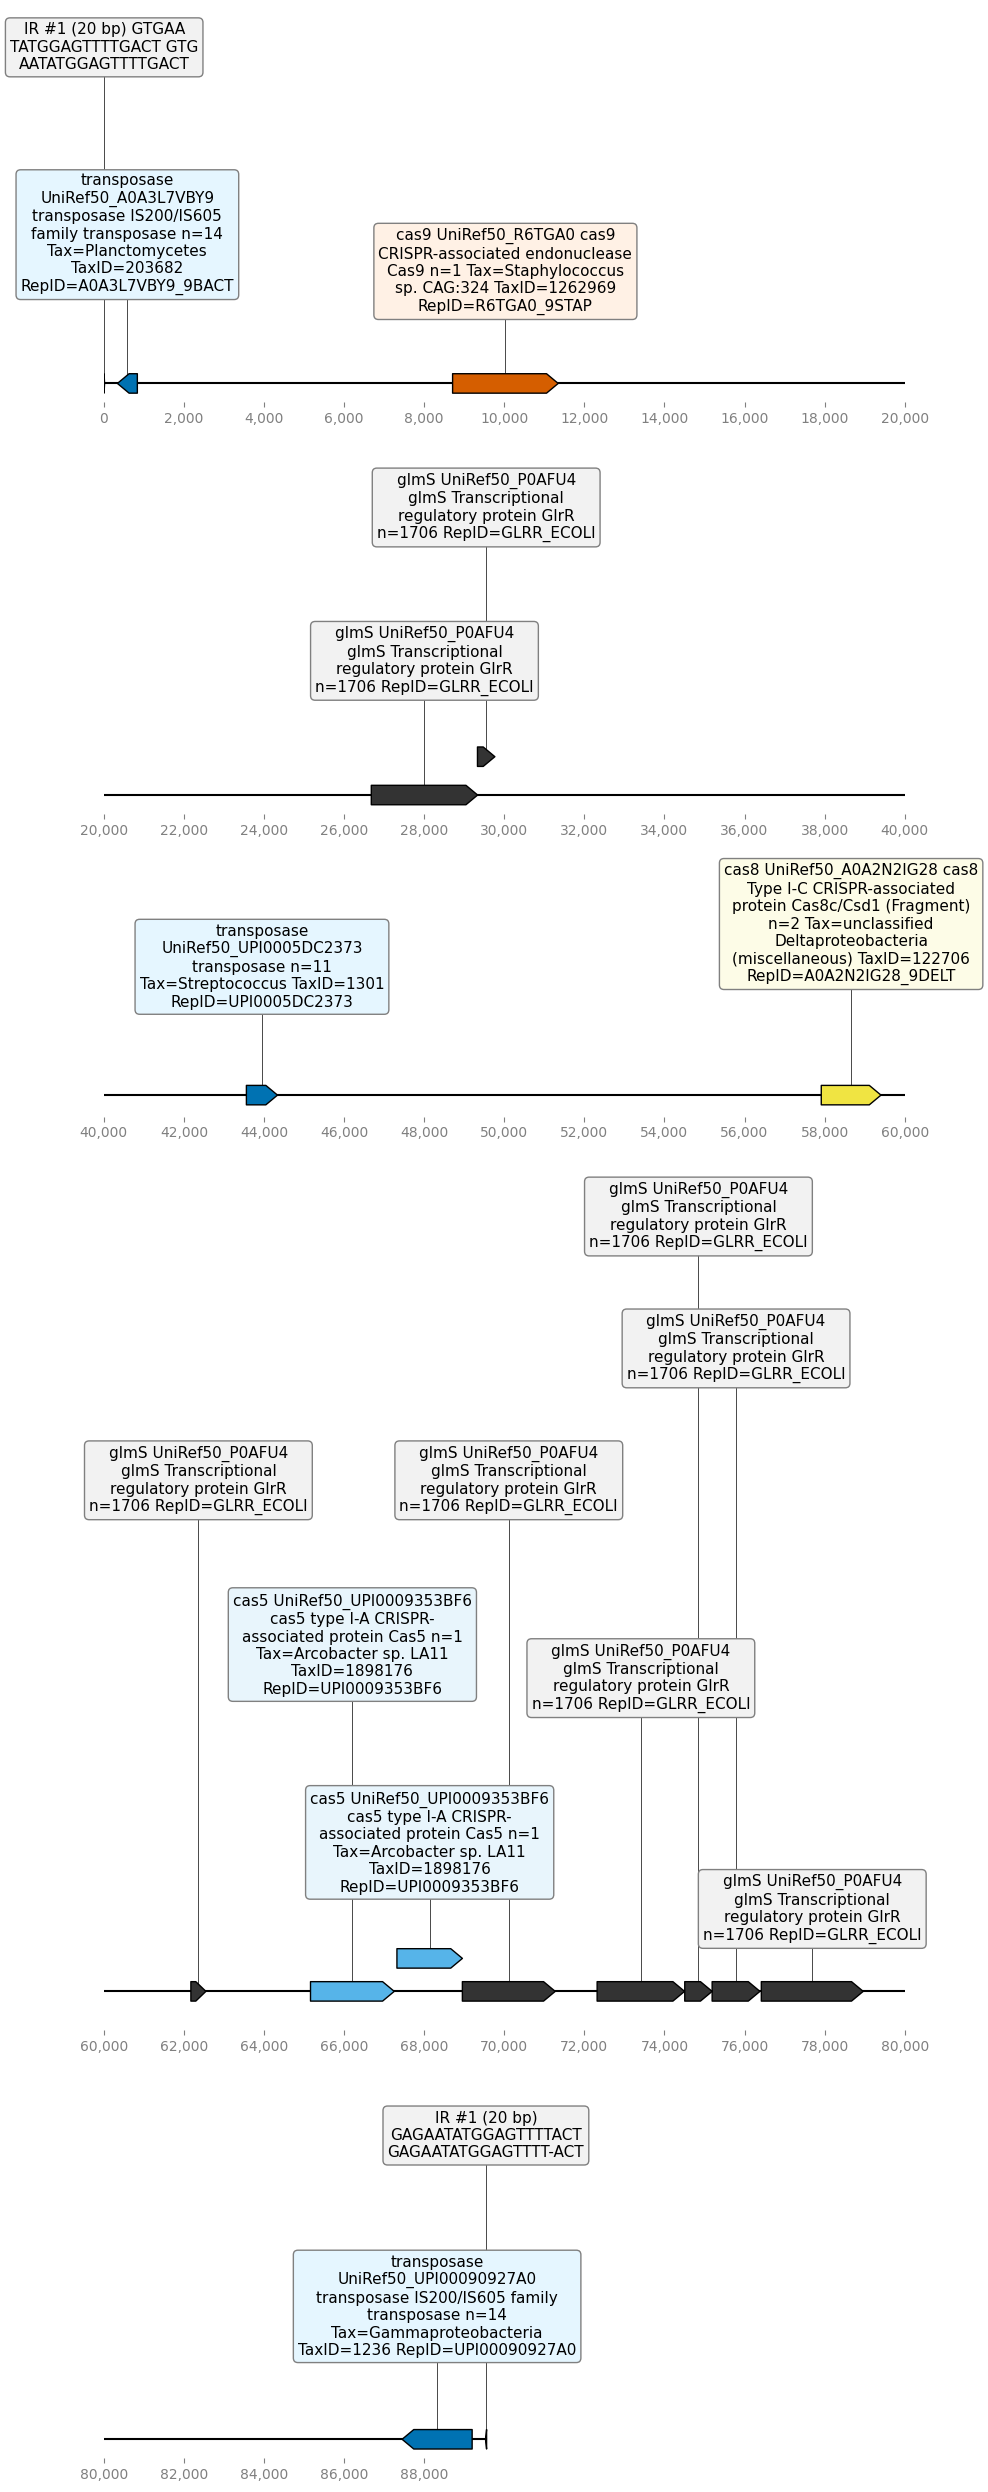 IR #1 (20 bp) GTGAA
TATGGAGTTTTGACT GTG
AATATGGAGTTTTGACT
transposase
UniRef50_A0A3L7VBY9
transposase IS200/IS605
family transposase n=14
Tax=Planctomycetes
TaxID=203682
RepID=A0A3L7VBY9_9BACT
cas9 UniRef50_R6TGA0 cas9
CRISPR-associated endonuclease
Cas9 n=1 Tax=Staphylococcus
sp. CAG:324 TaxID=1262969
RepID=R6TGA0_9STAP
0 2,000 4,000 6,000 8,000 10,000 12,000 14,000 16,000 18,000 20,000
glmS UniRef50_P0AFU4
glmS Transcriptional
regulatory protein GlrR
n=1706 RepID=GLRR_ECOLI
glmS UniRef50_P0AFU4
glmS Transcriptional
regulatory protein GlrR
n=1706 RepID=GLRR_ECOLI
20,000 22,000 24,000 26,000 28,000 30,000 32,000 34,000 36,000 38,000 40,000
cas8 UniRef50_A0A2N2IG28 cas8
Type I-C CRISPR-associated
protein Cas8c/Csd1 (Fragment)
n=2 Tax=unclassified
Deltaproteobacteria
(miscellaneous) TaxID=122706
RepID=A0A2N2IG28_9DELT
transposase
UniRef50_UPI0005DC2373
transposase n=11
Tax=Streptococcus TaxID=1301
RepID=UPI0005DC2373
40,000 42,000 44,000 46,000 48,000 50,000 52,000 54,000 56,000 58,000 60,000
glmS UniRef50_P0AFU4
glmS Transcriptional
regulatory protein GlrR
n=1706 RepID=GLRR_ECOLI
glmS UniRef50_P0AFU4
glmS Transcriptional
regulatory protein GlrR
n=1706 RepID=GLRR_ECOLI
glmS UniRef50_P0AFU4
glmS Transcriptional
regulatory protein GlrR
n=1706 RepID=GLRR_ECOLI
glmS UniRef50_P0AFU4
glmS Transcriptional
regulatory protein GlrR
n=1706 RepID=GLRR_ECOLI
cas5 UniRef50_UPI0009353BF6
cas5 type I-A CRISPR-
associated protein Cas5 n=1
Tax=Arcobacter sp. LA11
TaxID=1898176
RepID=UPI0009353BF6
glmS UniRef50_P0AFU4
glmS Transcriptional
regulatory protein GlrR
n=1706 RepID=GLRR_ECOLI
cas5 UniRef50_UPI0009353BF6
cas5 type I-A CRISPR-
associated protein Cas5 n=1
Tax=Arcobacter sp. LA11
TaxID=1898176
RepID=UPI0009353BF6
glmS UniRef50_P0AFU4
glmS Transcriptional
regulatory protein GlrR
n=1706 RepID=GLRR_ECOLI
60,000 62,000 64,000 66,000 68,000 70,000 72,000 74,000 76,000 78,000 80,000
IR #1 (20 bp)
GAGAATATGGAGTTTTACT
GAGAATATGGAGTTTT-ACT
transposase
UniRef50_UPI00090927A0
transposase IS200/IS605 family
transposase n=14
Tax=Gammaproteobacteria
TaxID=1236 RepID=UPI00090927A0
80,000 82,000 84,000 86,000 88,000